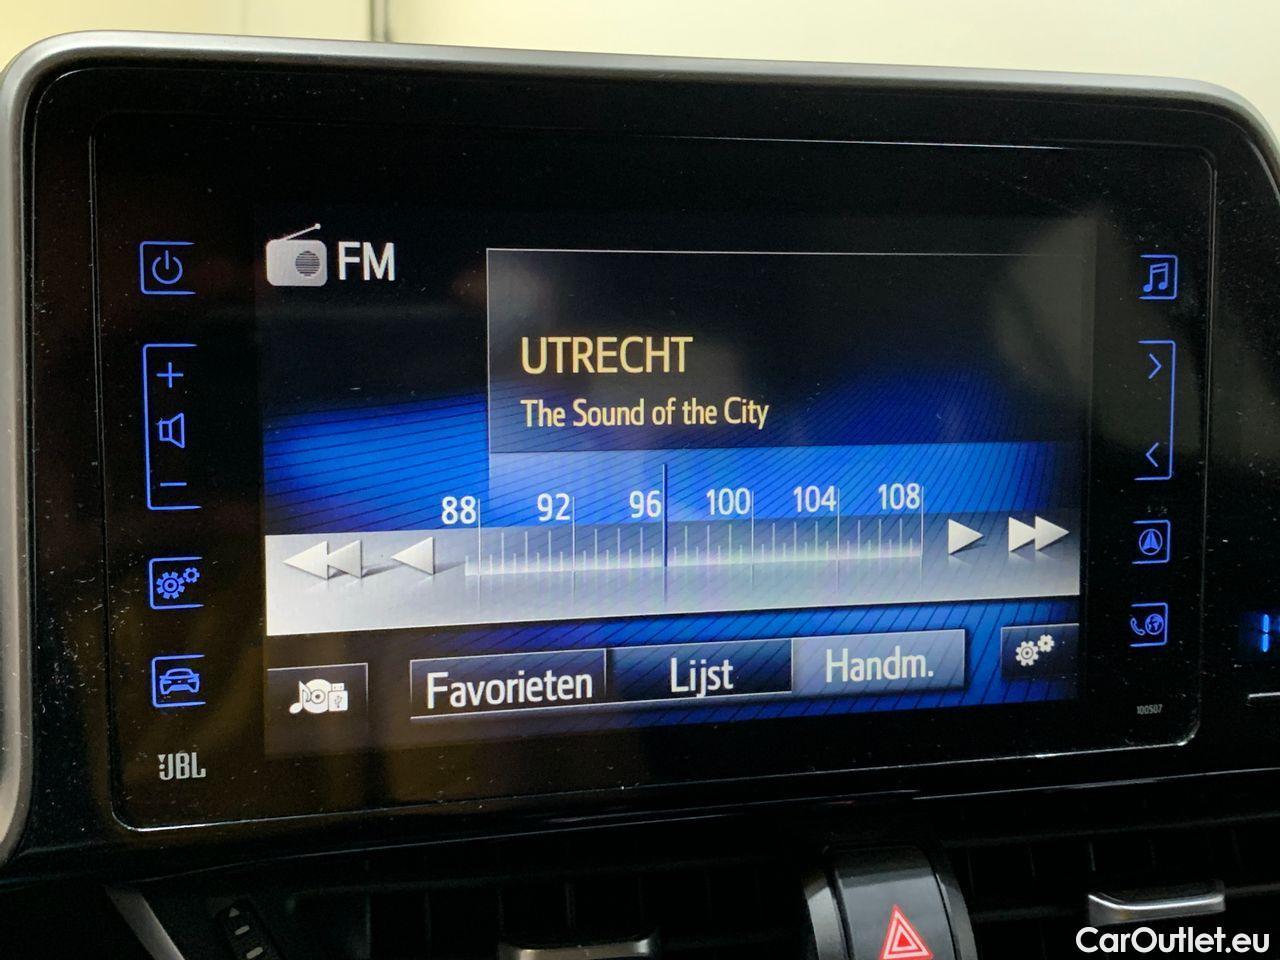 FM
UTRECHT
The Sound of the City
88 92 96 100 104 108
Favorieten Lijst Handm.
100507
JBL
CarOutlet.eu